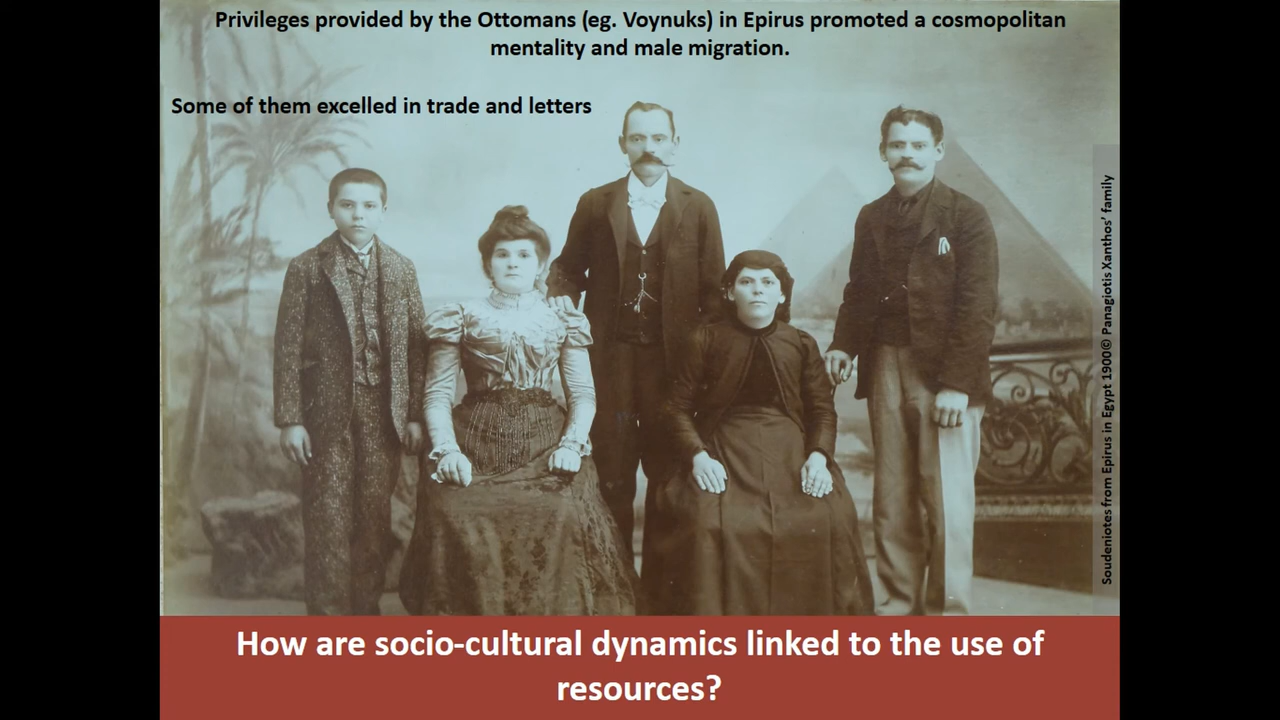 Privileges provided by the Ottomans (eg. Voynuks) in Epirus promoted a cosmopolitan
mentality and male migration.
Some of them excelled in trade and letters
Soudeniotes from Epirus in Egypt 1900© Panagiotis Xanthos' family
How are socio-cultural dynamics linked to the use of
resources?